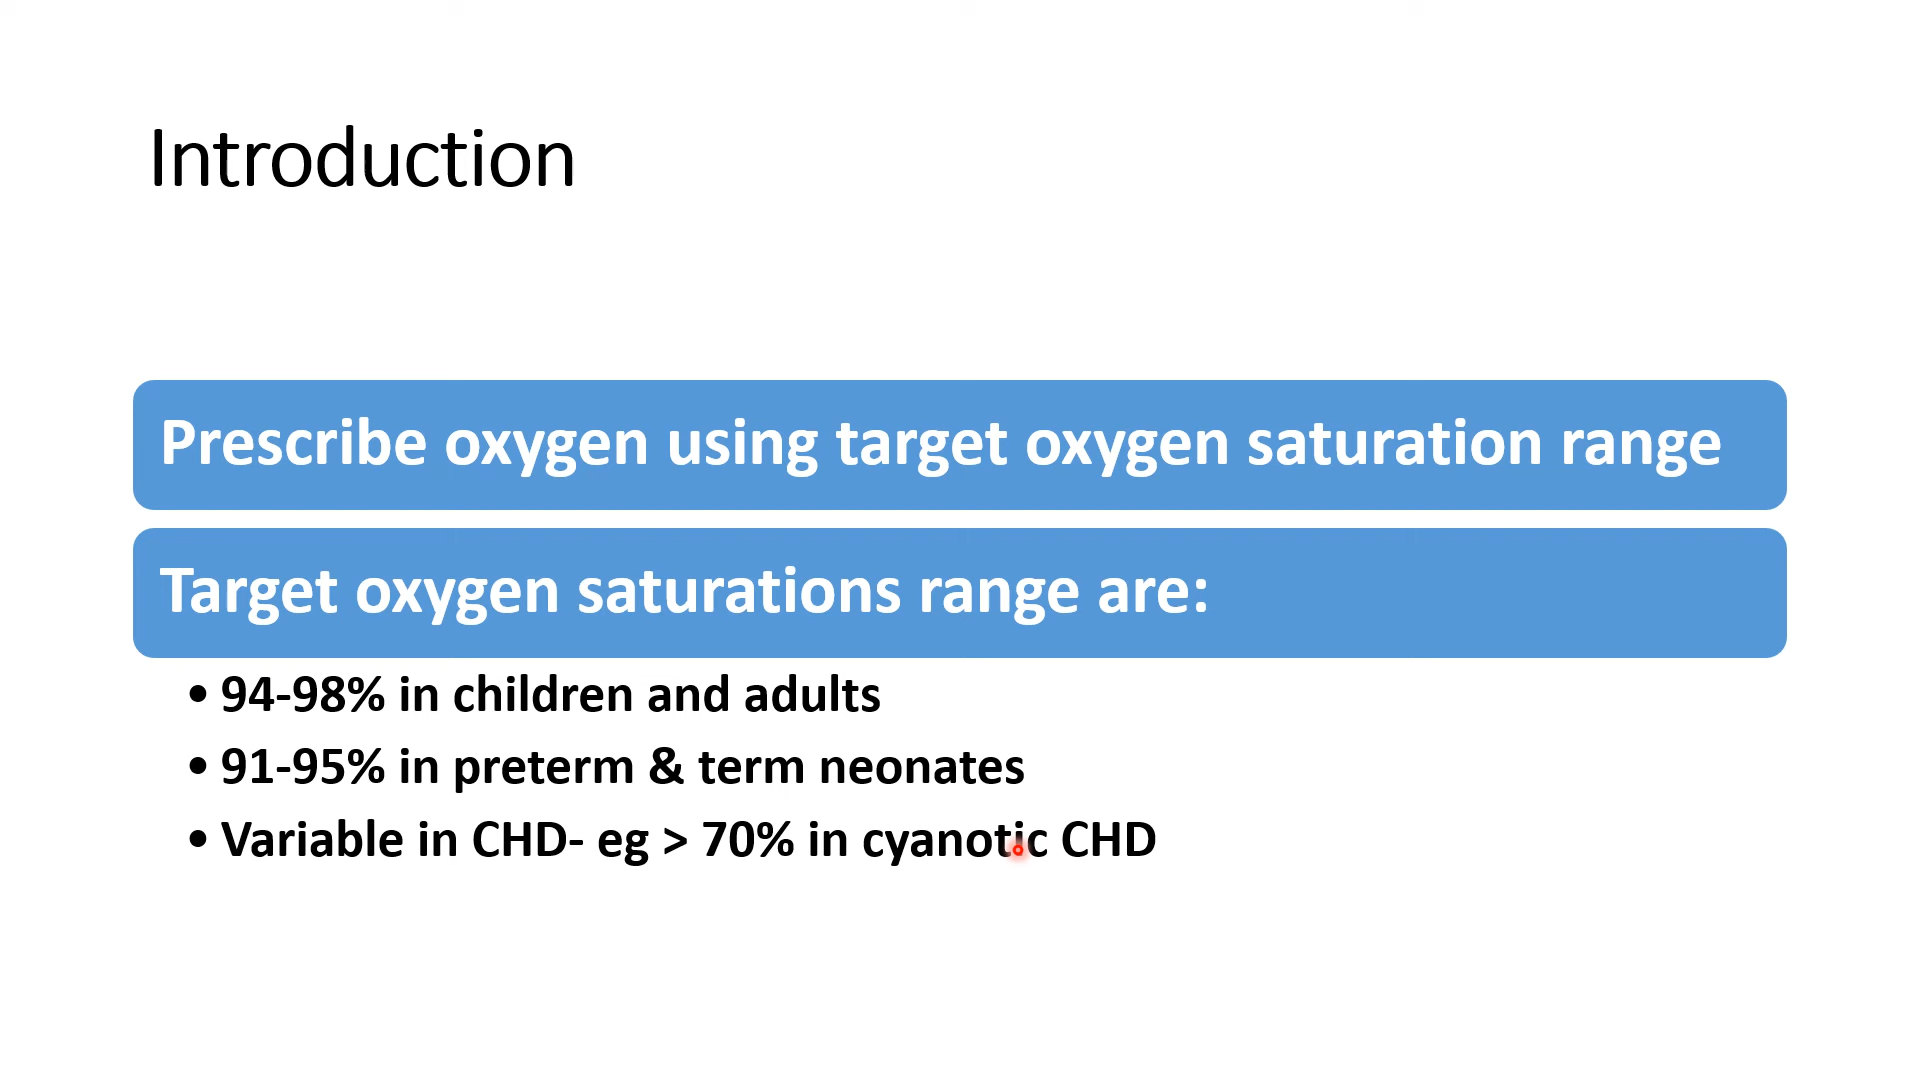 Introduction
Prescribe oxygen using target oxygen saturation range
Target oxygen saturations range are:
• 94-98% in children and adults
• 91-95% in preterm & term neonates
• Variable in CHD- eg > 70% in cyanotic CHD